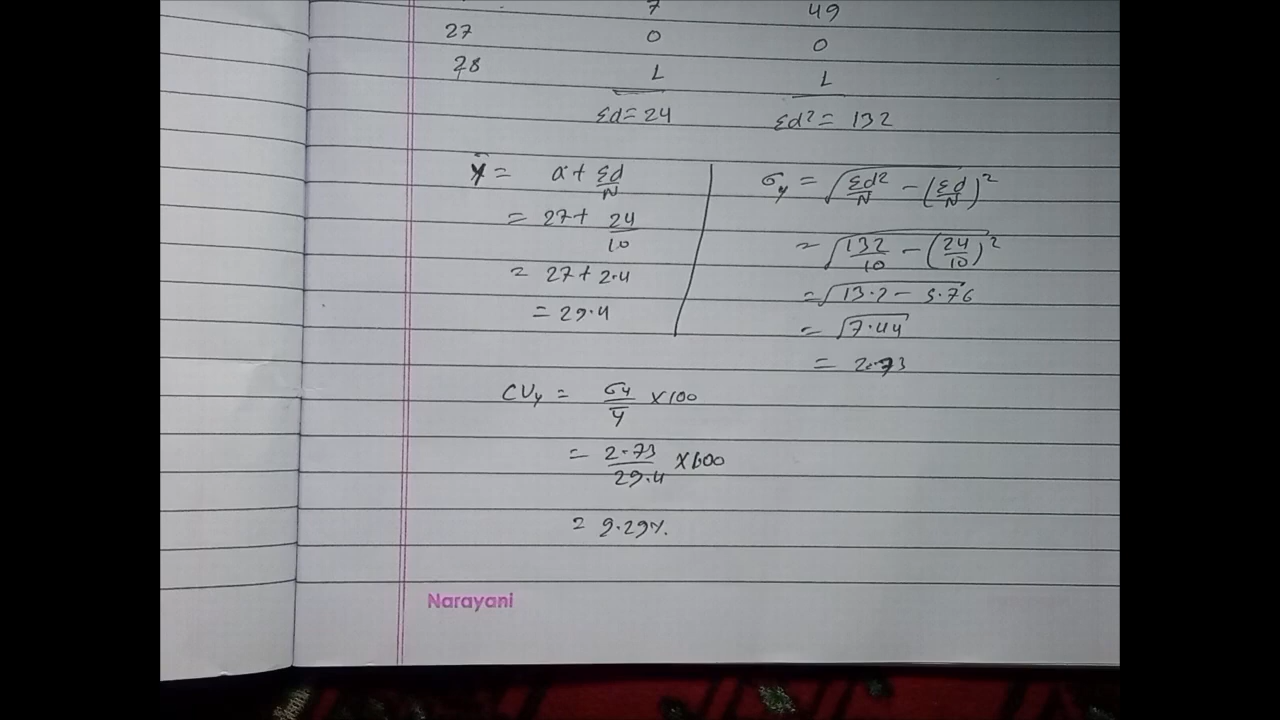 7 49
27 0 0
28 1 1
Σd = 24 Σd² = 132
ȳ = a + Σd/N
= 27 + 24/10
= 27 + 2.4
= 29.4
σy = √(Σd²/N − (Σd/N)²)
= √(132/10 − (24/10)²)
= √(13.2 − 5.76)
= √7.44
= 2.73
CVy = σy/ȳ × 100
= 2.73/29.4 × 100
= 9.29%.
Narayani